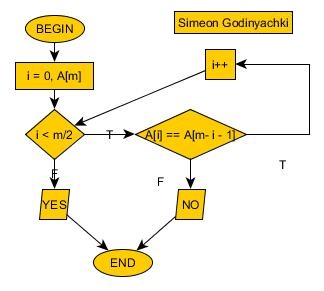 BEGIN
Simeon Godinyachki
i++
i = 0, A[m]
i < m/2
T
A[i] == A[m- i - 1]
T
F
F
YES
NO
END